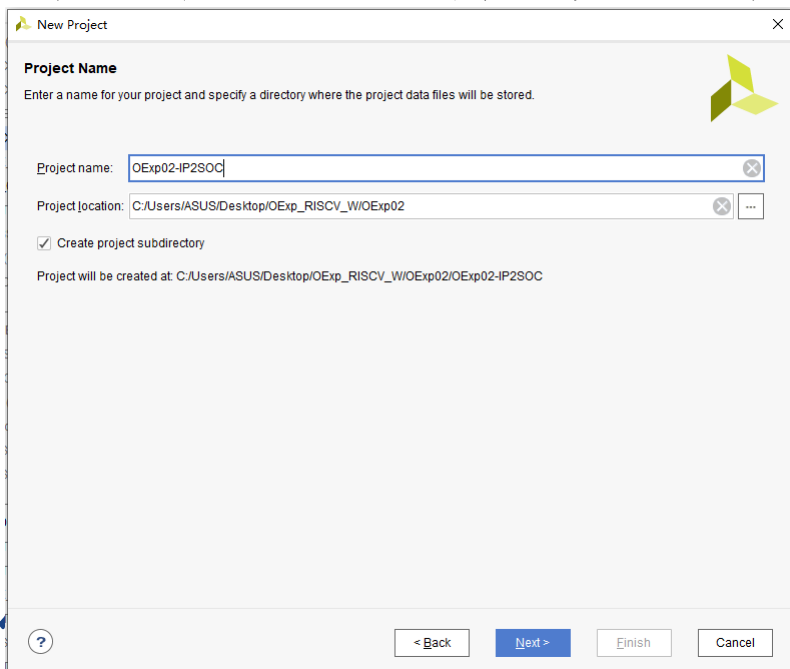 New Project
Project Name
Enter a name for your project and specify a directory where the project data files will be stored.
Project name: OExp02-IP2SOC
Project location: C:/Users/ASUS/Desktop/OExp_RISCV_W/OExp02 ...
Create project subdirectory
Project will be created at: C:/Users/ASUS/Desktop/OExp_RISCV_W/OExp02/OExp02-IP2SOC
? < Back Next > Finish Cancel